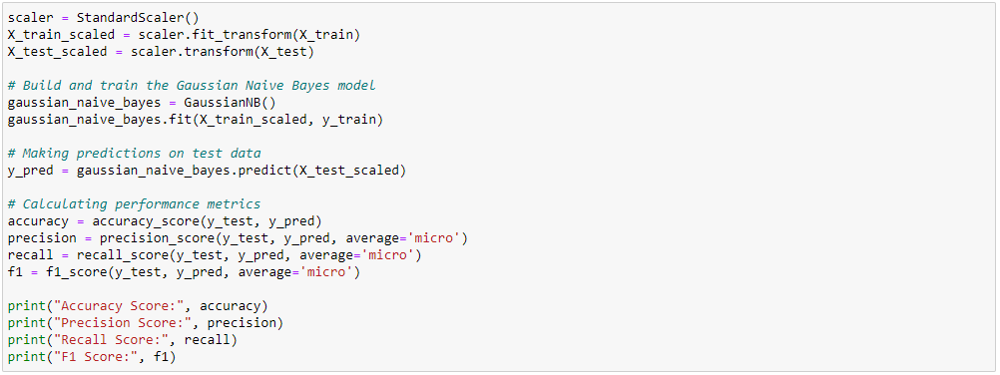 scaler = StandardScaler()
X_train_scaled = scaler.fit_transform(X_train)
X_test_scaled = scaler.transform(X_test)
# Build and train the Gaussian Naive Bayes model
gaussian_naive_bayes = GaussianNB()
gaussian_naive_bayes.fit(X_train_scaled, y_train)
# Making predictions on test data
y_pred = gaussian_naive_bayes.predict(X_test_scaled)
# Calculating performance metrics
accuracy = accuracy_score(y_test, y_pred)
precision = precision_score(y_test, y_pred, average='micro')
recall = recall_score(y_test, y_pred, average='micro')
f1 = f1_score(y_test, y_pred, average='micro')
print("Accuracy Score:", accuracy)
print("Precision Score:", precision)
print("Recall Score:", recall)
print("F1 Score:", f1)